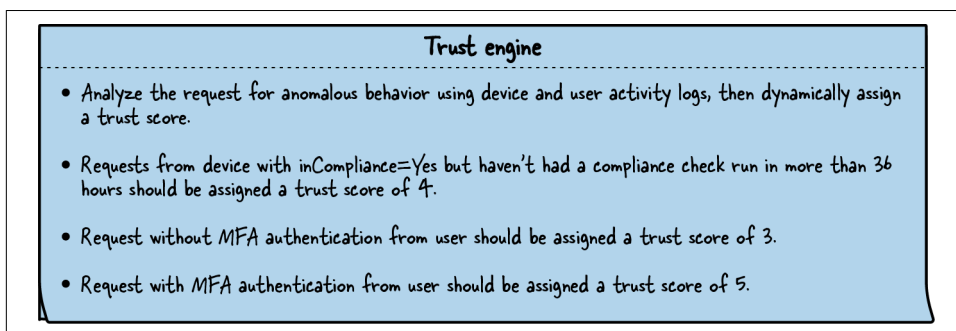 Trust engine
• Analyze the request for anomalous behavior using device and user activity logs, then dynamically assign
a trust score.
• Requests from device with inCompliance=Yes but haven't had a compliance check run in more than 36
hours should be assigned a trust score of 4.
• Request without MFA authentication from user should be assigned a trust score of 3.
• Request with MFA authentication from user should be assigned a trust score of 5.